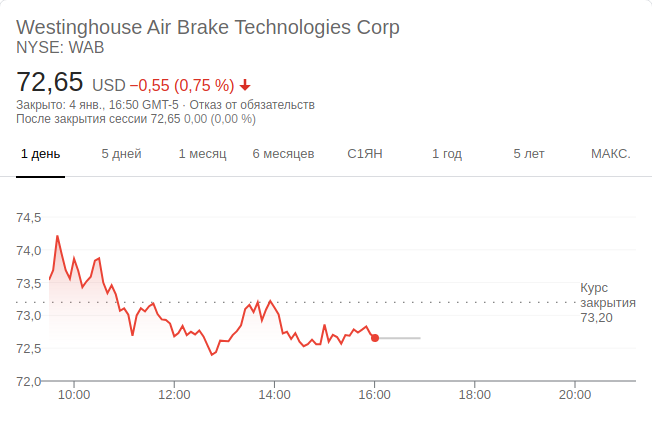 Westinghouse Air Brake Technologies Corp
NYSE: WAB
72,65 USD −0,55 (0,75 %)
Закрыто: 4 янв., 16:50 GMT-5 · Отказ от обязательств
После закрытия сессии 72,65 0,00 (0,00 %)
1 день 5 дней 1 месяц 6 месяцев С1ЯН 1 год 5 лет МАКС.
74,5
74,0
73,5
Курс
закрытия
73,20
73,0
72,5
72,0
10:00 12:00 14:00 16:00 18:00 20:00